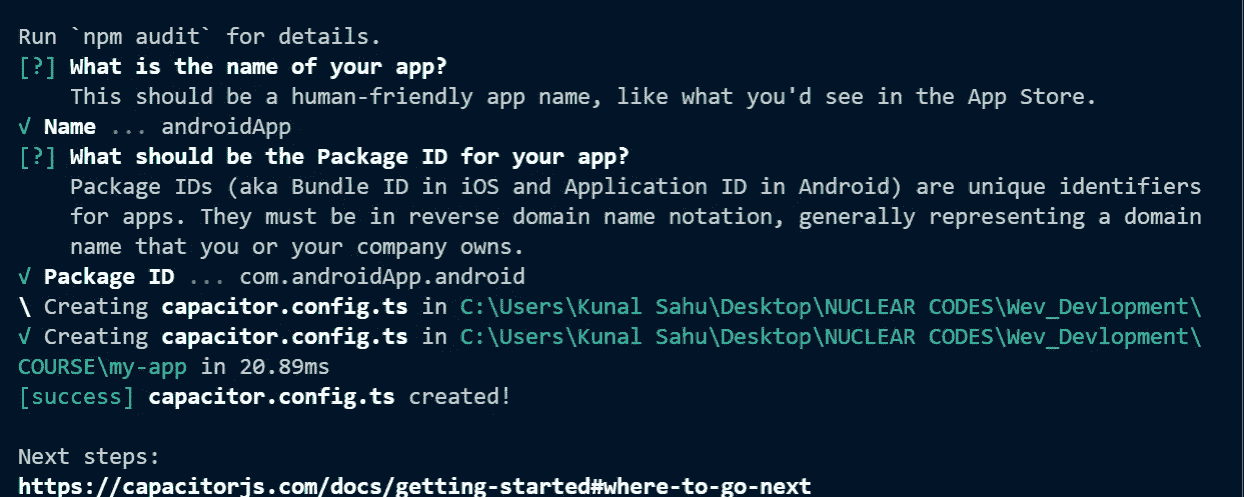 Run `npm audit` for details.
[?] What is the name of your app?
This should be a human-friendly app name, like what you'd see in the App Store.
√ Name ... androidApp
[?] What should be the Package ID for your app?
Package IDs (aka Bundle ID in iOS and Application ID in Android) are unique identifiers
for apps. They must be in reverse domain name notation, generally representing a domain
name that you or your company owns.
√ Package ID ... com.androidApp.android
\ Creating capacitor.config.ts in C:\Users\Kunal Sahu\Desktop\NUCLEAR CODES\Wev_Devlopment\
√ Creating capacitor.config.ts in C:\Users\Kunal Sahu\Desktop\NUCLEAR CODES\Wev_Devlopment\
COURSE\my-app in 20.89ms
[success] capacitor.config.ts created!
Next steps:
https://capacitorjs.com/docs/getting-started#where-to-go-next